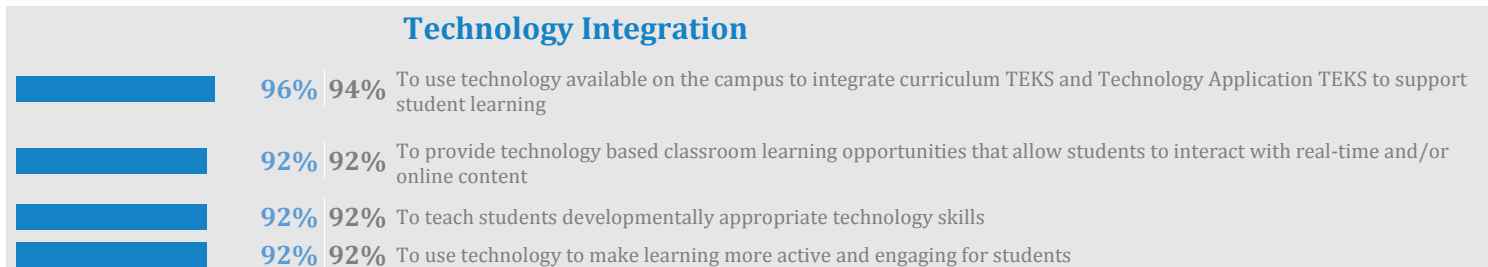 Technology Integration
96% 94% To use technology available on the campus to integrate curriculum TEKS and Technology Application TEKS to support
student learning
92% 92% To provide technology based classroom learning opportunities that allow students to interact with real-time and/or
online content
92% 92% To teach students developmentally appropriate technology skills
92% 92% To use technology to make learning more active and engaging for students